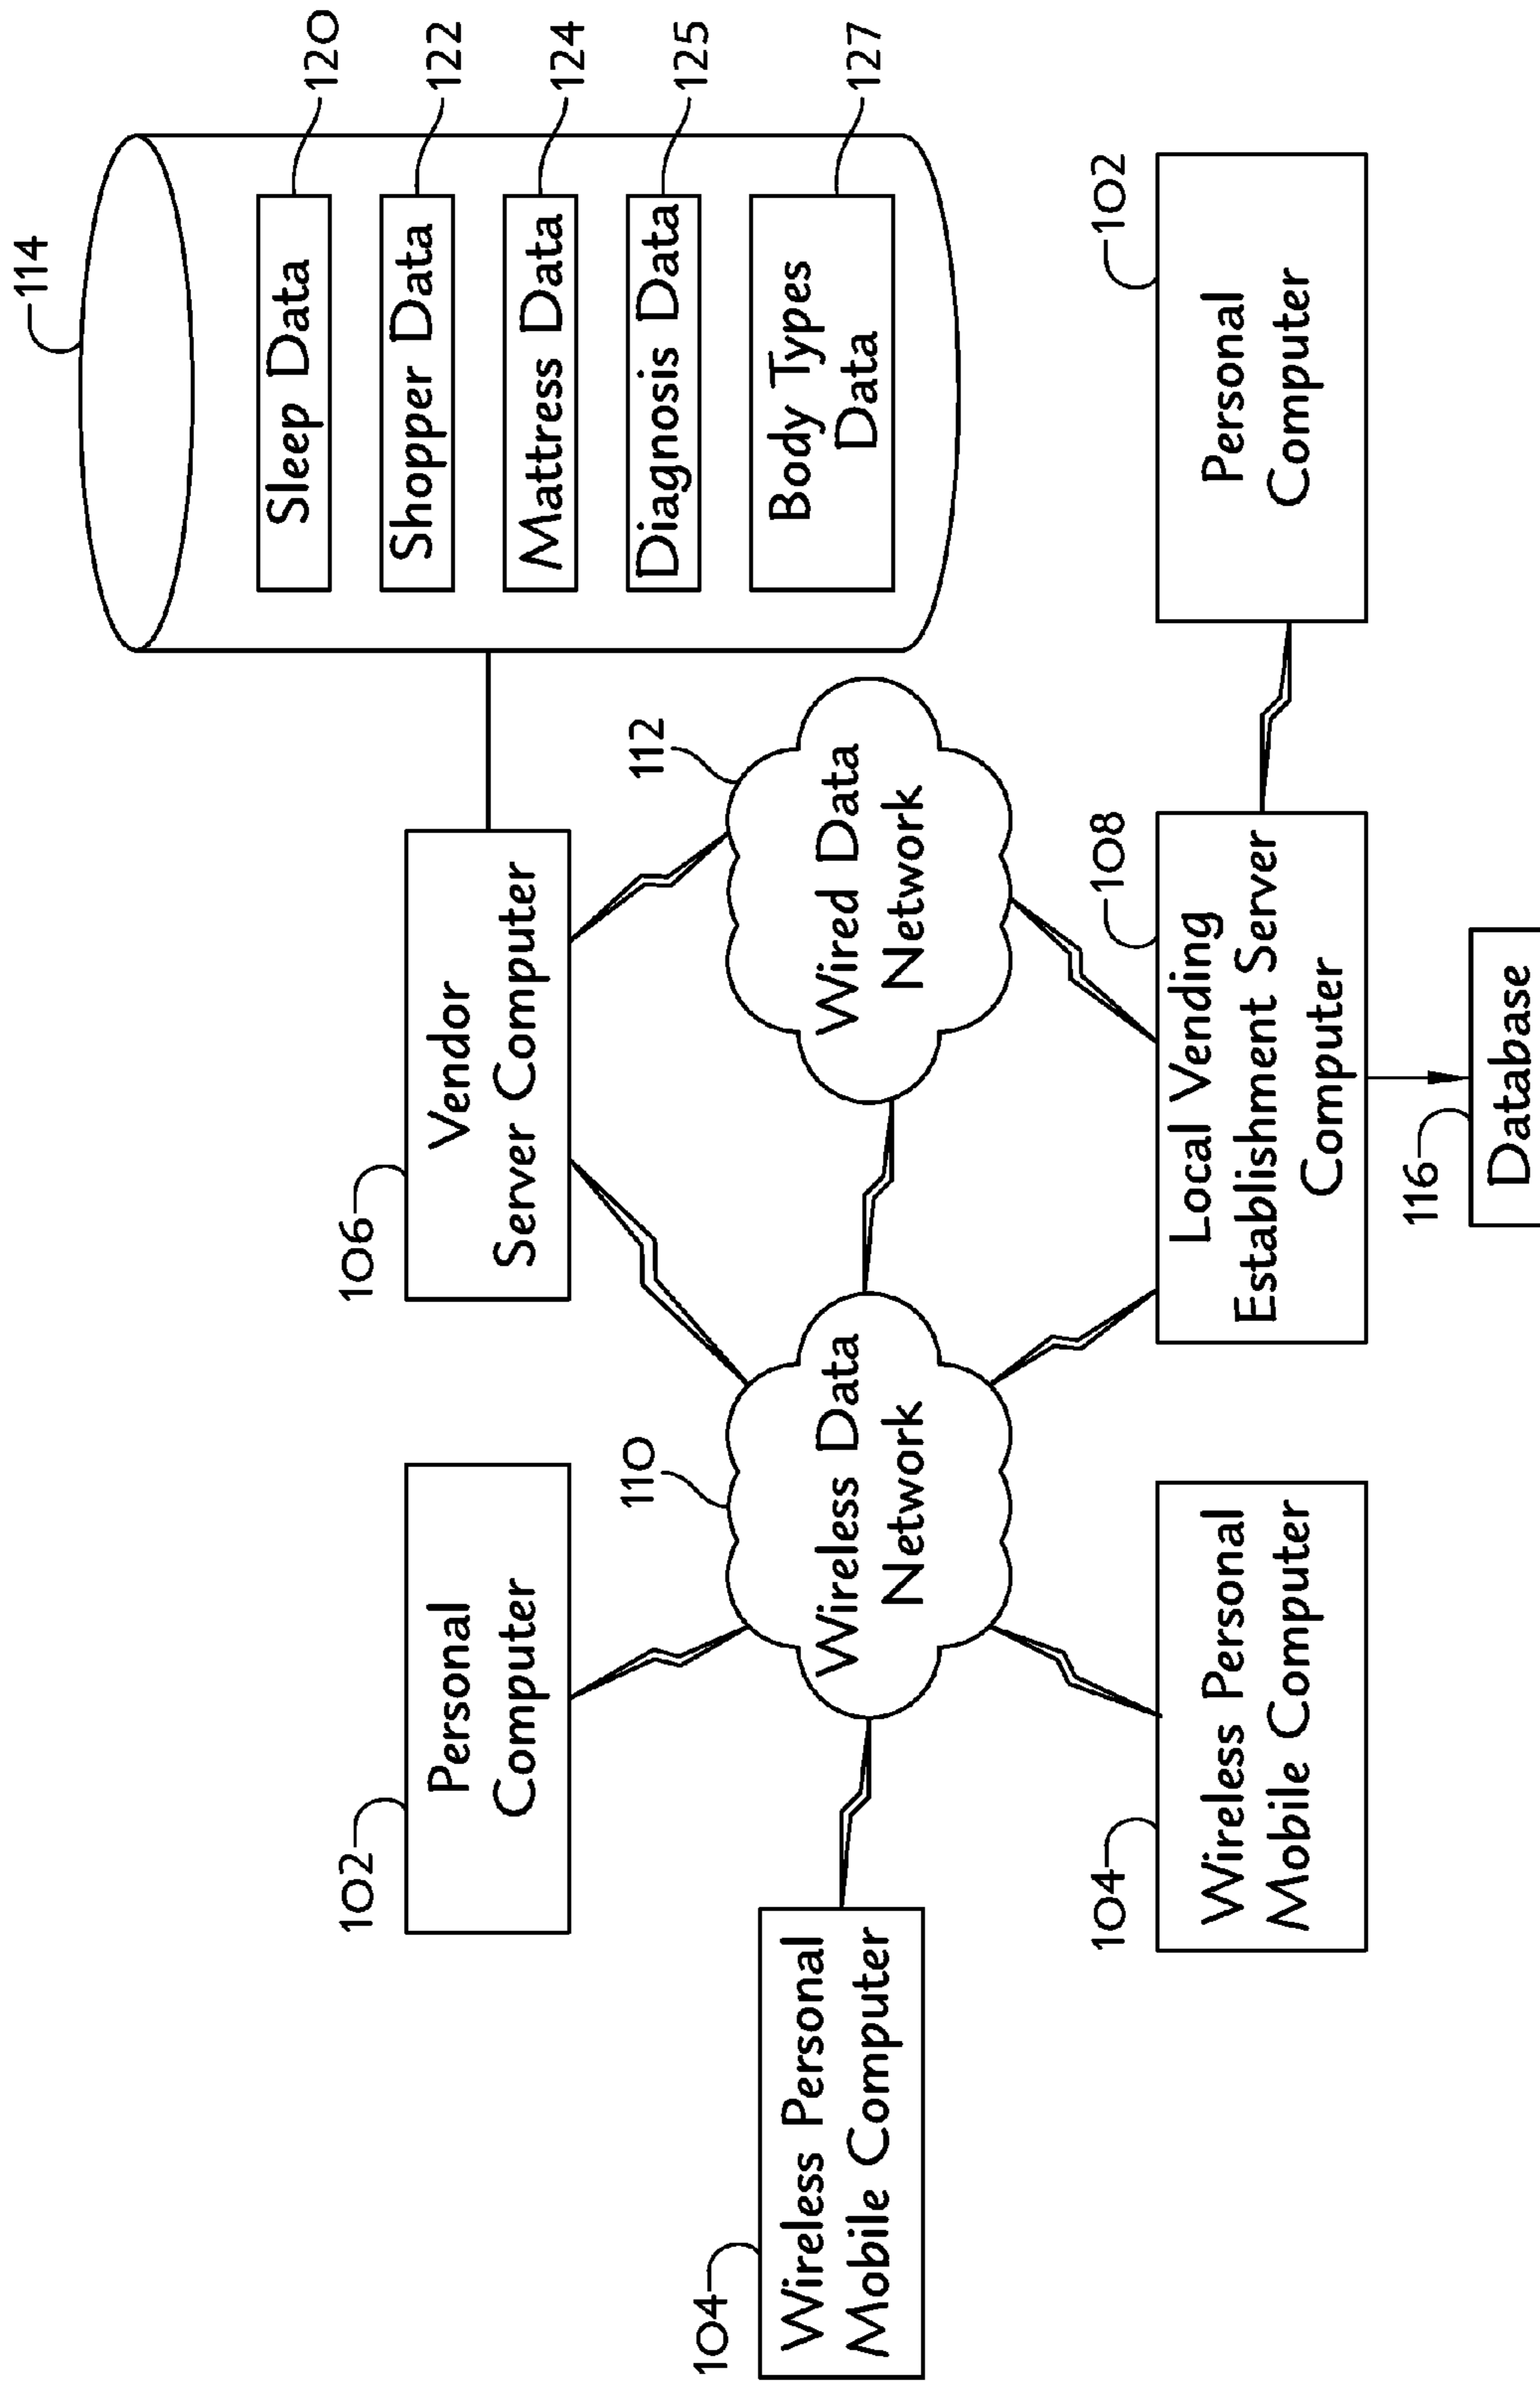 114
Sleep Data
120
Shopper Data
122
Mattress Data
124
Diagnosis Data
125
Body Types
Data
127
102
Personal
Computer
106
Vendor
Server Computer
112
Wired Data
Network
104
Wireless Personal
Mobile Computer
110
Wireless Data
Network
104
Wireless Personal
Mobile Computer
108
Local Vending
Establishment Server
Computer
102
Personal
Computer
116
Database